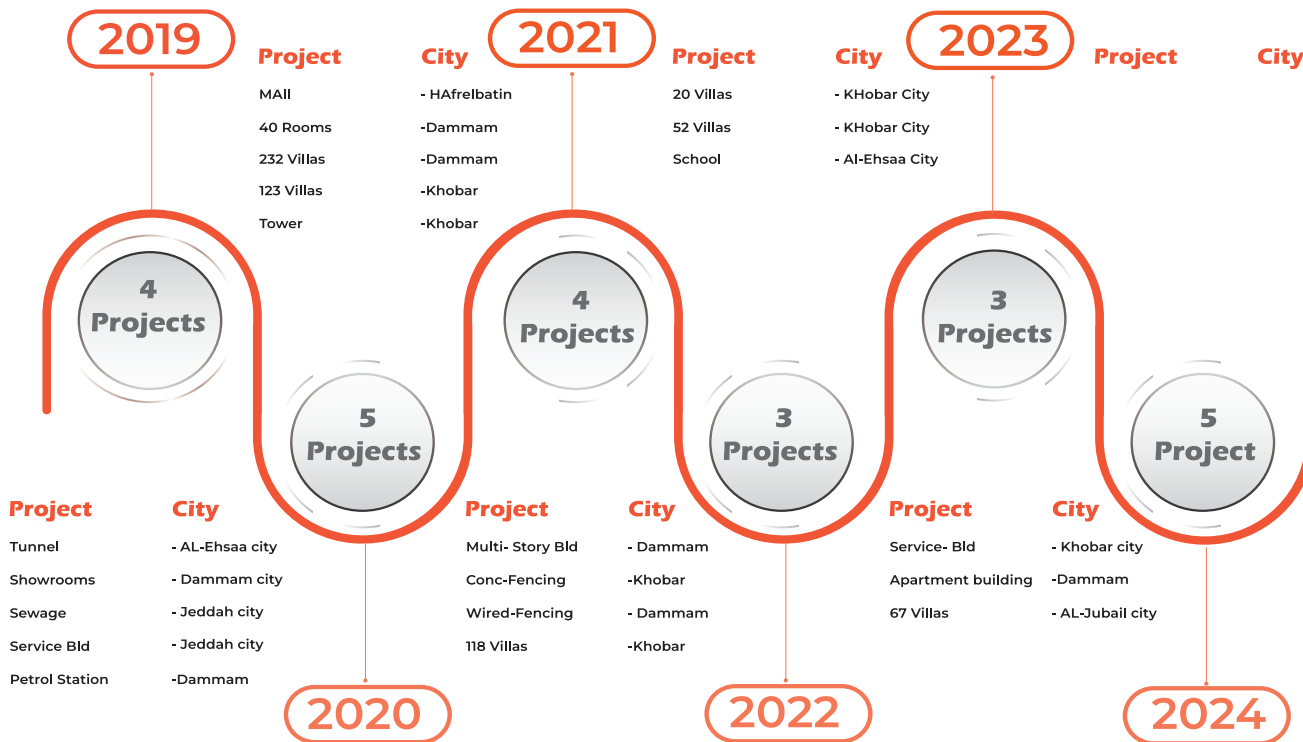 2019
2021
2023
Project City
MAll - HAfrelbatin
40 Rooms -Dammam
232 Villas -Dammam
123 Villas -Khobar
Tower -Khobar
Project City
20 Villas - KHobar City
52 Villas - KHobar City
School - Al-Ehsaa City
Project City
4
Projects
4
Projects
3
Projects
5
Projects
3
Projects
5
Project
Project City
Tunnel - AL-Ehsaa city
Showrooms - Dammam city
Sewage - Jeddah city
Service Bld - Jeddah city
Petrol Station -Dammam
Project City
Multi- Story Bld - Dammam
Conc-Fencing -Khobar
Wired-Fencing - Dammam
118 Villas -Khobar
Project City
Service- Bld - Khobar city
Apartment building -Dammam
67 Villas - AL-Jubail city
2020
2022
2024